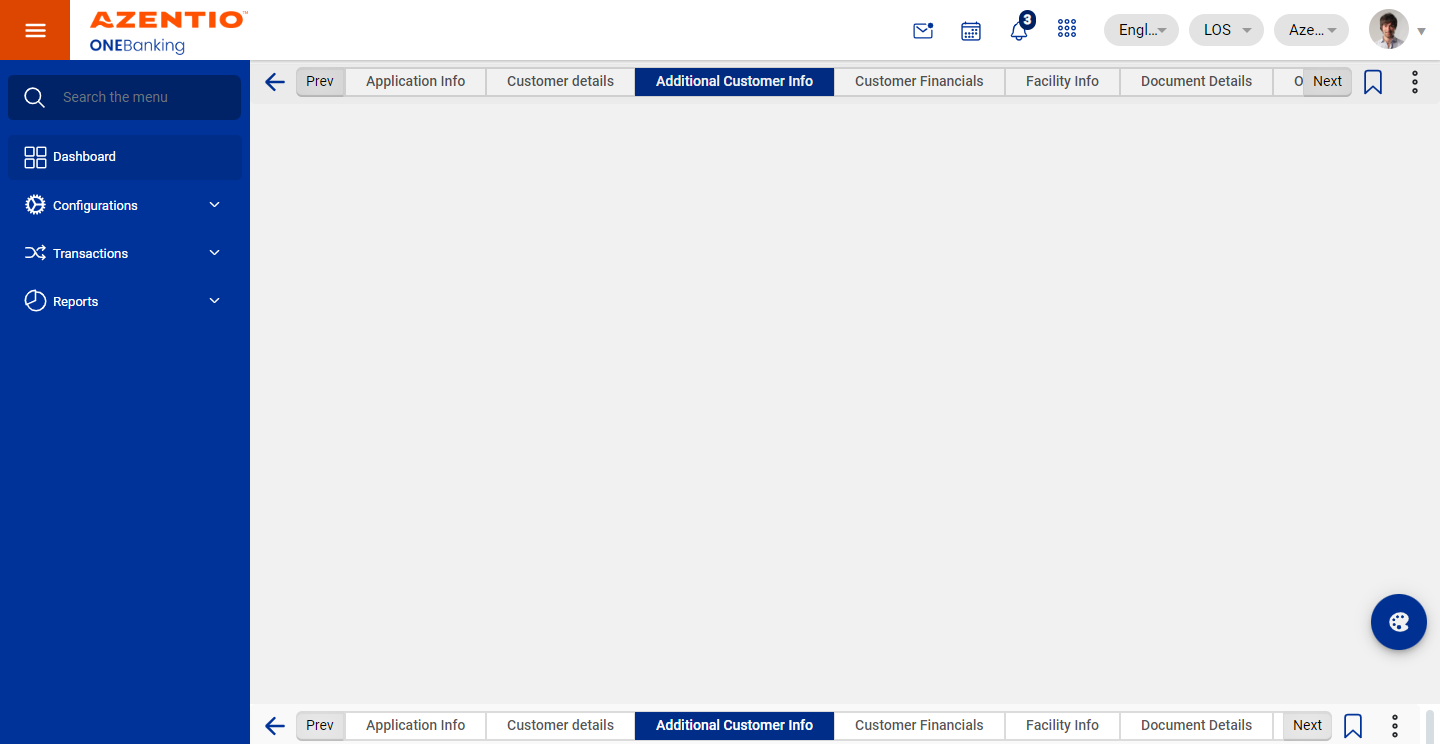 AZENTIO™
ONEBanking
3
Engl...
LOS
Aze...
Search the menu
Dashboard
Configurations
Transactions
Reports
Prev Application Info Customer details Additional Customer Info Customer Financials Facility Info Document Details O Next
Prev Application Info Customer details Additional Customer Info Customer Financials Facility Info Document Details Next